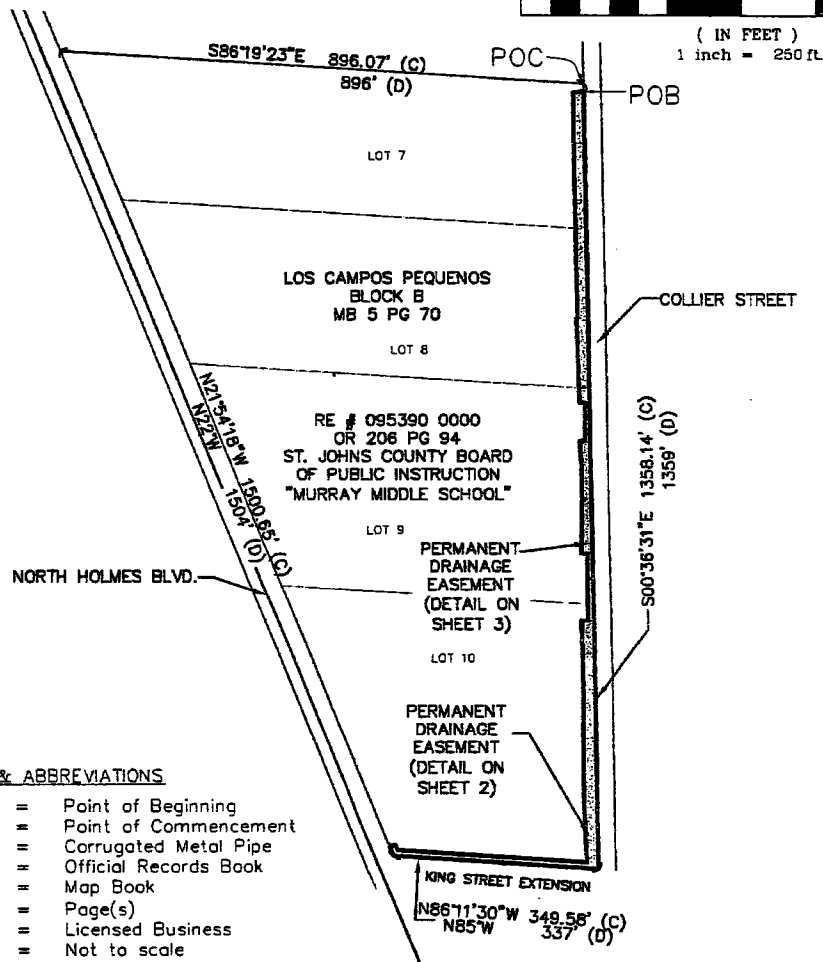 ( IN FEET )
1 inch = 250 ft.
S86°19'23"E 896.07' (C)
896' (D)
POC
POB
LOT 7
LOS CAMPOS PEQUENOS
BLOCK B
MB 5 PG 70
COLLIER STREET
LOT 8
N21°54'18"W 1500.65' (C)
N22°W 1504' (D)
RE # 095390 0000
OR 206 PG 94
ST. JOHNS COUNTY BOARD
OF PUBLIC INSTRUCTION
"MURRAY MIDDLE SCHOOL"
S00°36'31"E 1358.14' (C)
1359' (D)
LOT 9
NORTH HOLMES BLVD.
PERMANENT
DRAINAGE
EASEMENT
(DETAIL ON
SHEET 3)
LOT 10
PERMANENT
DRAINAGE
EASEMENT
(DETAIL ON
SHEET 2)
& ABBREVIATIONS
= Point of Beginning
= Point of Commencement
= Corrugated Metal Pipe
= Official Records Book
= Map Book
= Page(s)
= Licensed Business
= Not to scale
KING STREET EXTENSION
N86°11'30"W 349.58' (C)
N85°W 337' (D)